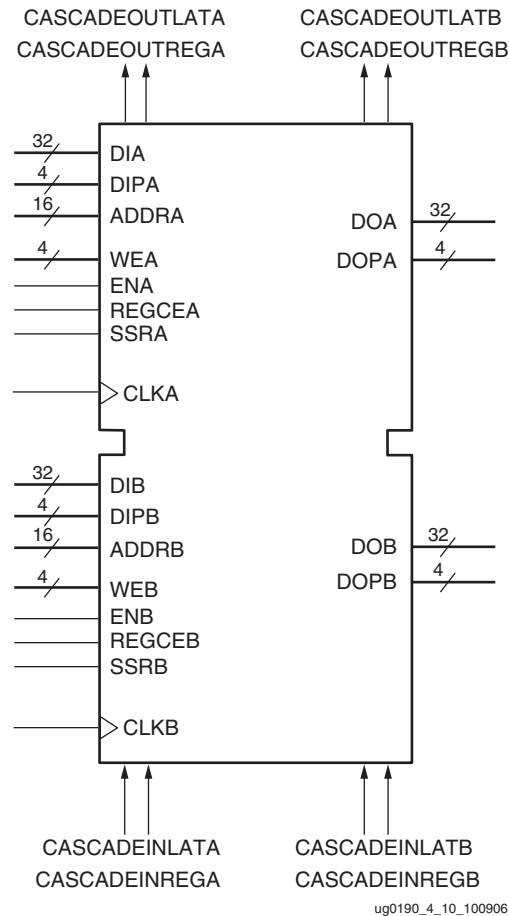 CASCADEOUTLATA CASCADEOUTLATB
CASCADEOUTREGA CASCADEOUTREGB
32 DIA
4 DIPA
16 ADDRA
DOA 32
4 WEA
DOPA 4
ENA
REGCEA
SSRA
CLKA
32 DIB
4 DIPB
16 ADDRB
DOB 32
4 WEB
DOPB 4
ENB
REGCEB
SSRB
CLKB
CASCADEINLATA CASCADEINLATB
CASCADEINREGA CASCADEINREGB
ug0190_4_10_100906